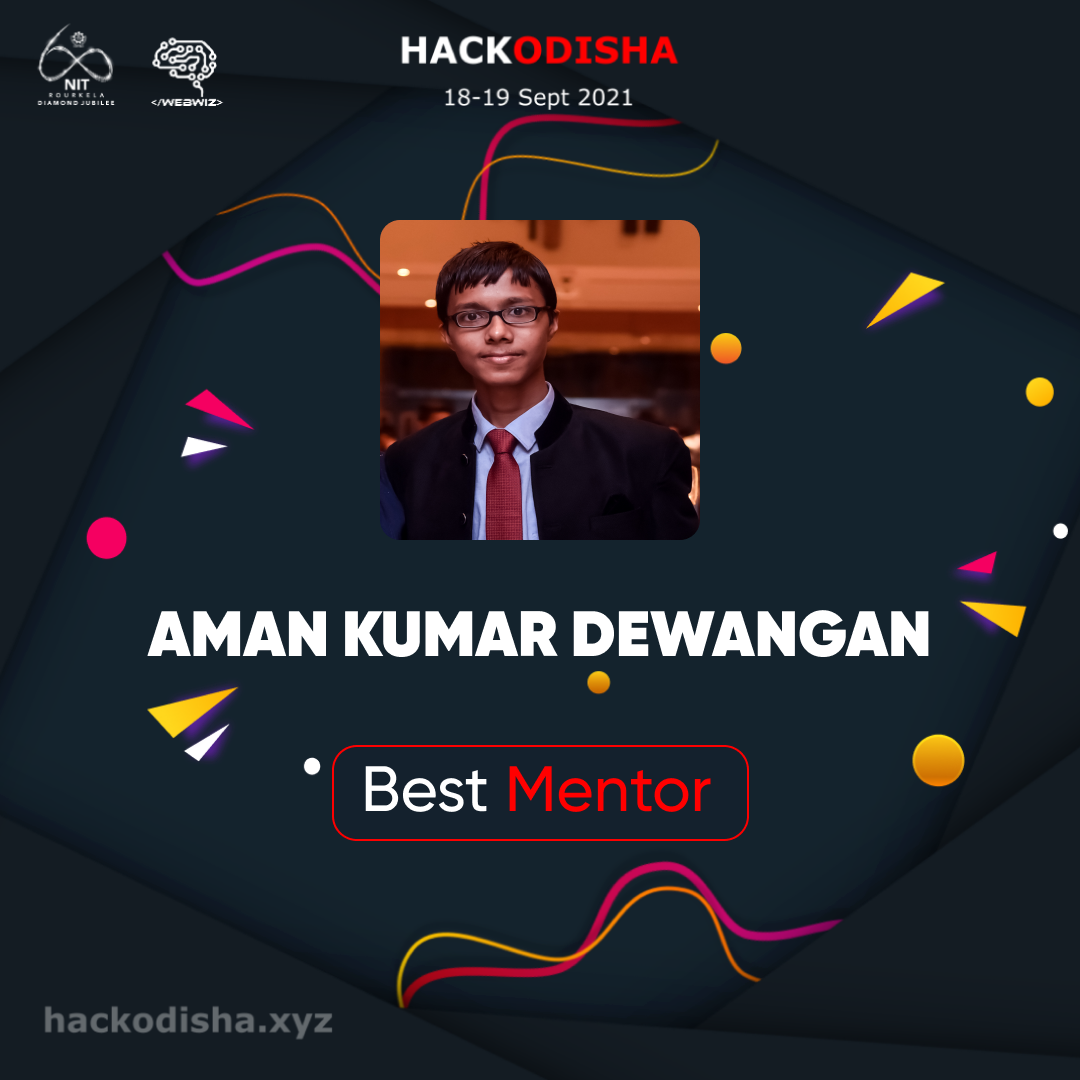 NIT
ROURKELA
DIAMOND JUBILEE
</WEBWIZ>
HACKODISHA
18-19 Sept 2021
AMAN KUMAR DEWANGAN
Best Mentor
hackodisha.xyz